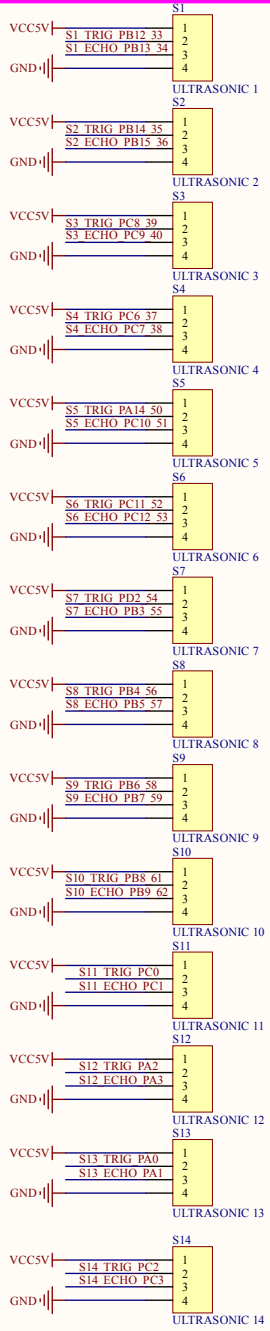 S1
VCC5V 1
S1 TRIG PB12 33 2
S1 ECHO PB13 34 3
GND 4
ULTRASONIC 1
S2
VCC5V 1
S2 TRIG PB14 35 2
S2 ECHO PB15 36 3
GND 4
ULTRASONIC 2
S3
VCC5V 1
S3 TRIG PC8 39 2
S3 ECHO PC9 40 3
GND 4
ULTRASONIC 3
S4
VCC5V 1
S4 TRIG PC6 37 2
S4 ECHO PC7 38 3
GND 4
ULTRASONIC 4
S5
VCC5V 1
S5 TRIG PA14 50 2
S5 ECHO PC10 51 3
GND 4
ULTRASONIC 5
S6
VCC5V 1
S6 TRIG PC11 52 2
S6 ECHO PC12 53 3
GND 4
ULTRASONIC 6
S7
VCC5V 1
S7 TRIG PD2 54 2
S7 ECHO PB3 55 3
GND 4
ULTRASONIC 7
S8
VCC5V 1
S8 TRIG PB4 56 2
S8 ECHO PB5 57 3
GND 4
ULTRASONIC 8
S9
VCC5V 1
S9 TRIG PB6 58 2
S9 ECHO PB7 59 3
GND 4
ULTRASONIC 9
S10
VCC5V 1
S10 TRIG PB8 61 2
S10 ECHO PB9 62 3
GND 4
ULTRASONIC 10
S11
VCC5V 1
S11 TRIG PC0 2
S11 ECHO PC1 3
GND 4
ULTRASONIC 11
S12
VCC5V 1
S12 TRIG PA2 2
S12 ECHO PA3 3
GND 4
ULTRASONIC 12
S13
VCC5V 1
S13 TRIG PA0 2
S13 ECHO PA1 3
GND 4
ULTRASONIC 13
S14
VCC5V 1
S14 TRIG PC2 2
S14 ECHO PC3 3
GND 4
ULTRASONIC 14